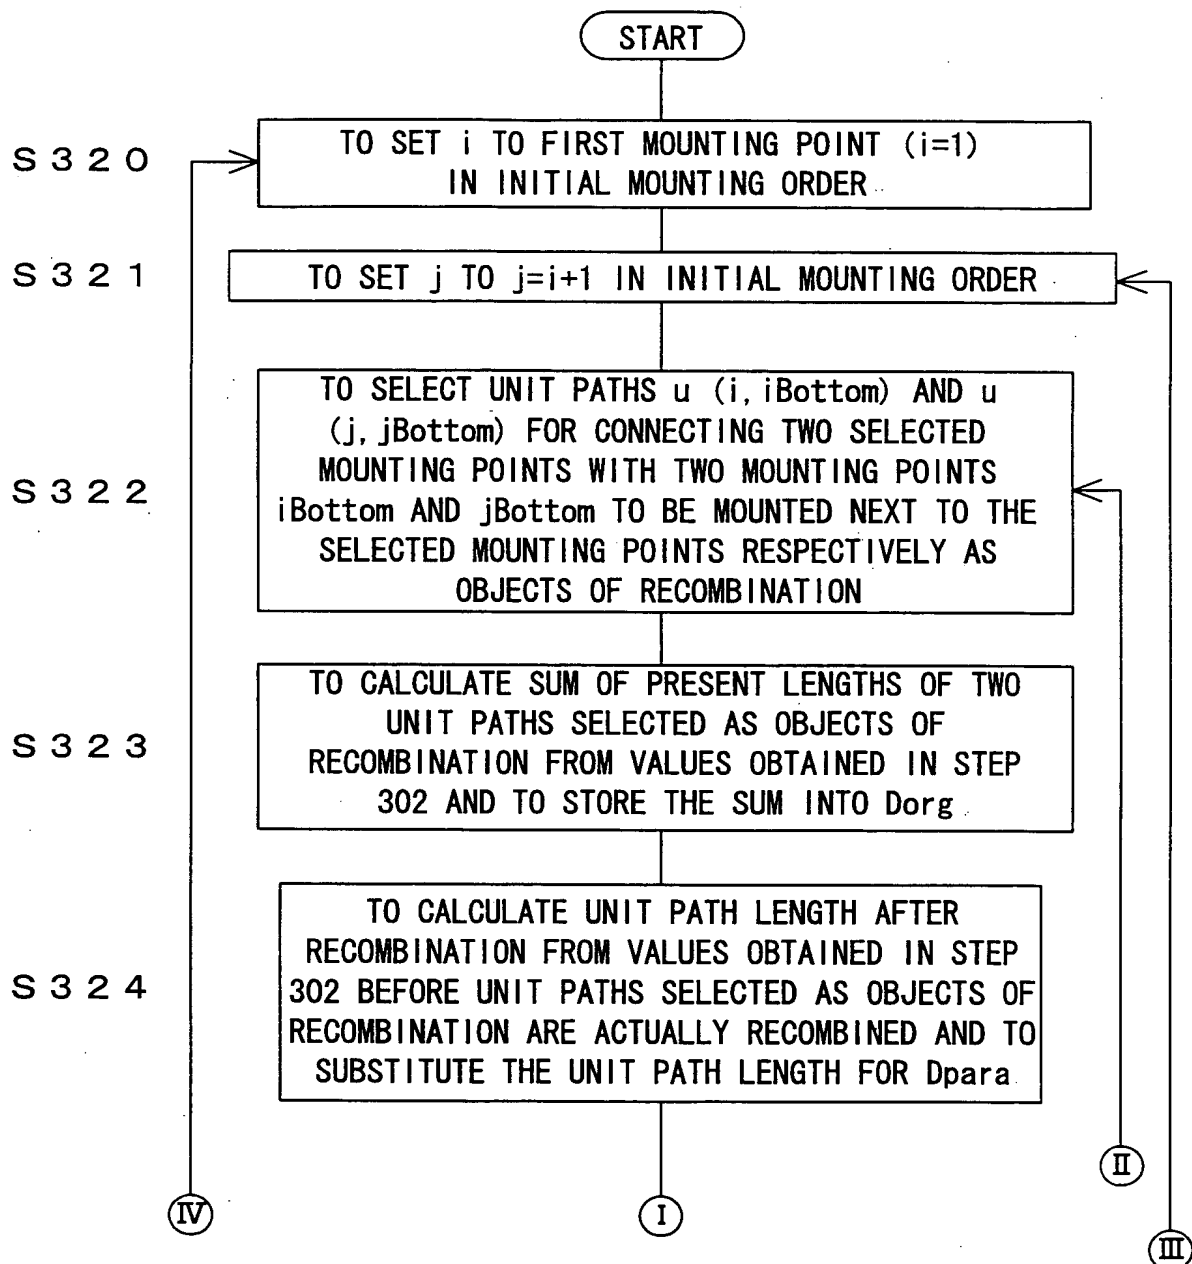 START
S320
TO SET i TO FIRST MOUNTING POINT (i=1)
IN INITIAL MOUNTING ORDER
S321
TO SET j TO j=i+1 IN INITIAL MOUNTING ORDER
S322
TO SELECT UNIT PATHS u (i, iBottom) AND u
(j, jBottom) FOR CONNECTING TWO SELECTED
MOUNTING POINTS WITH TWO MOUNTING POINTS
iBottom AND jBottom TO BE MOUNTED NEXT TO THE
SELECTED MOUNTING POINTS RESPECTIVELY AS
OBJECTS OF RECOMBINATION
S323
TO CALCULATE SUM OF PRESENT LENGTHS OF TWO
UNIT PATHS SELECTED AS OBJECTS OF
RECOMBINATION FROM VALUES OBTAINED IN STEP
302 AND TO STORE THE SUM INTO Dorg
S324
TO CALCULATE UNIT PATH LENGTH AFTER
RECOMBINATION FROM VALUES OBTAINED IN STEP
302 BEFORE UNIT PATHS SELECTED AS OBJECTS OF
RECOMBINATION ARE ACTUALLY RECOMBINED AND TO
SUBSTITUTE THE UNIT PATH LENGTH FOR Dpara
II
IV
I
III